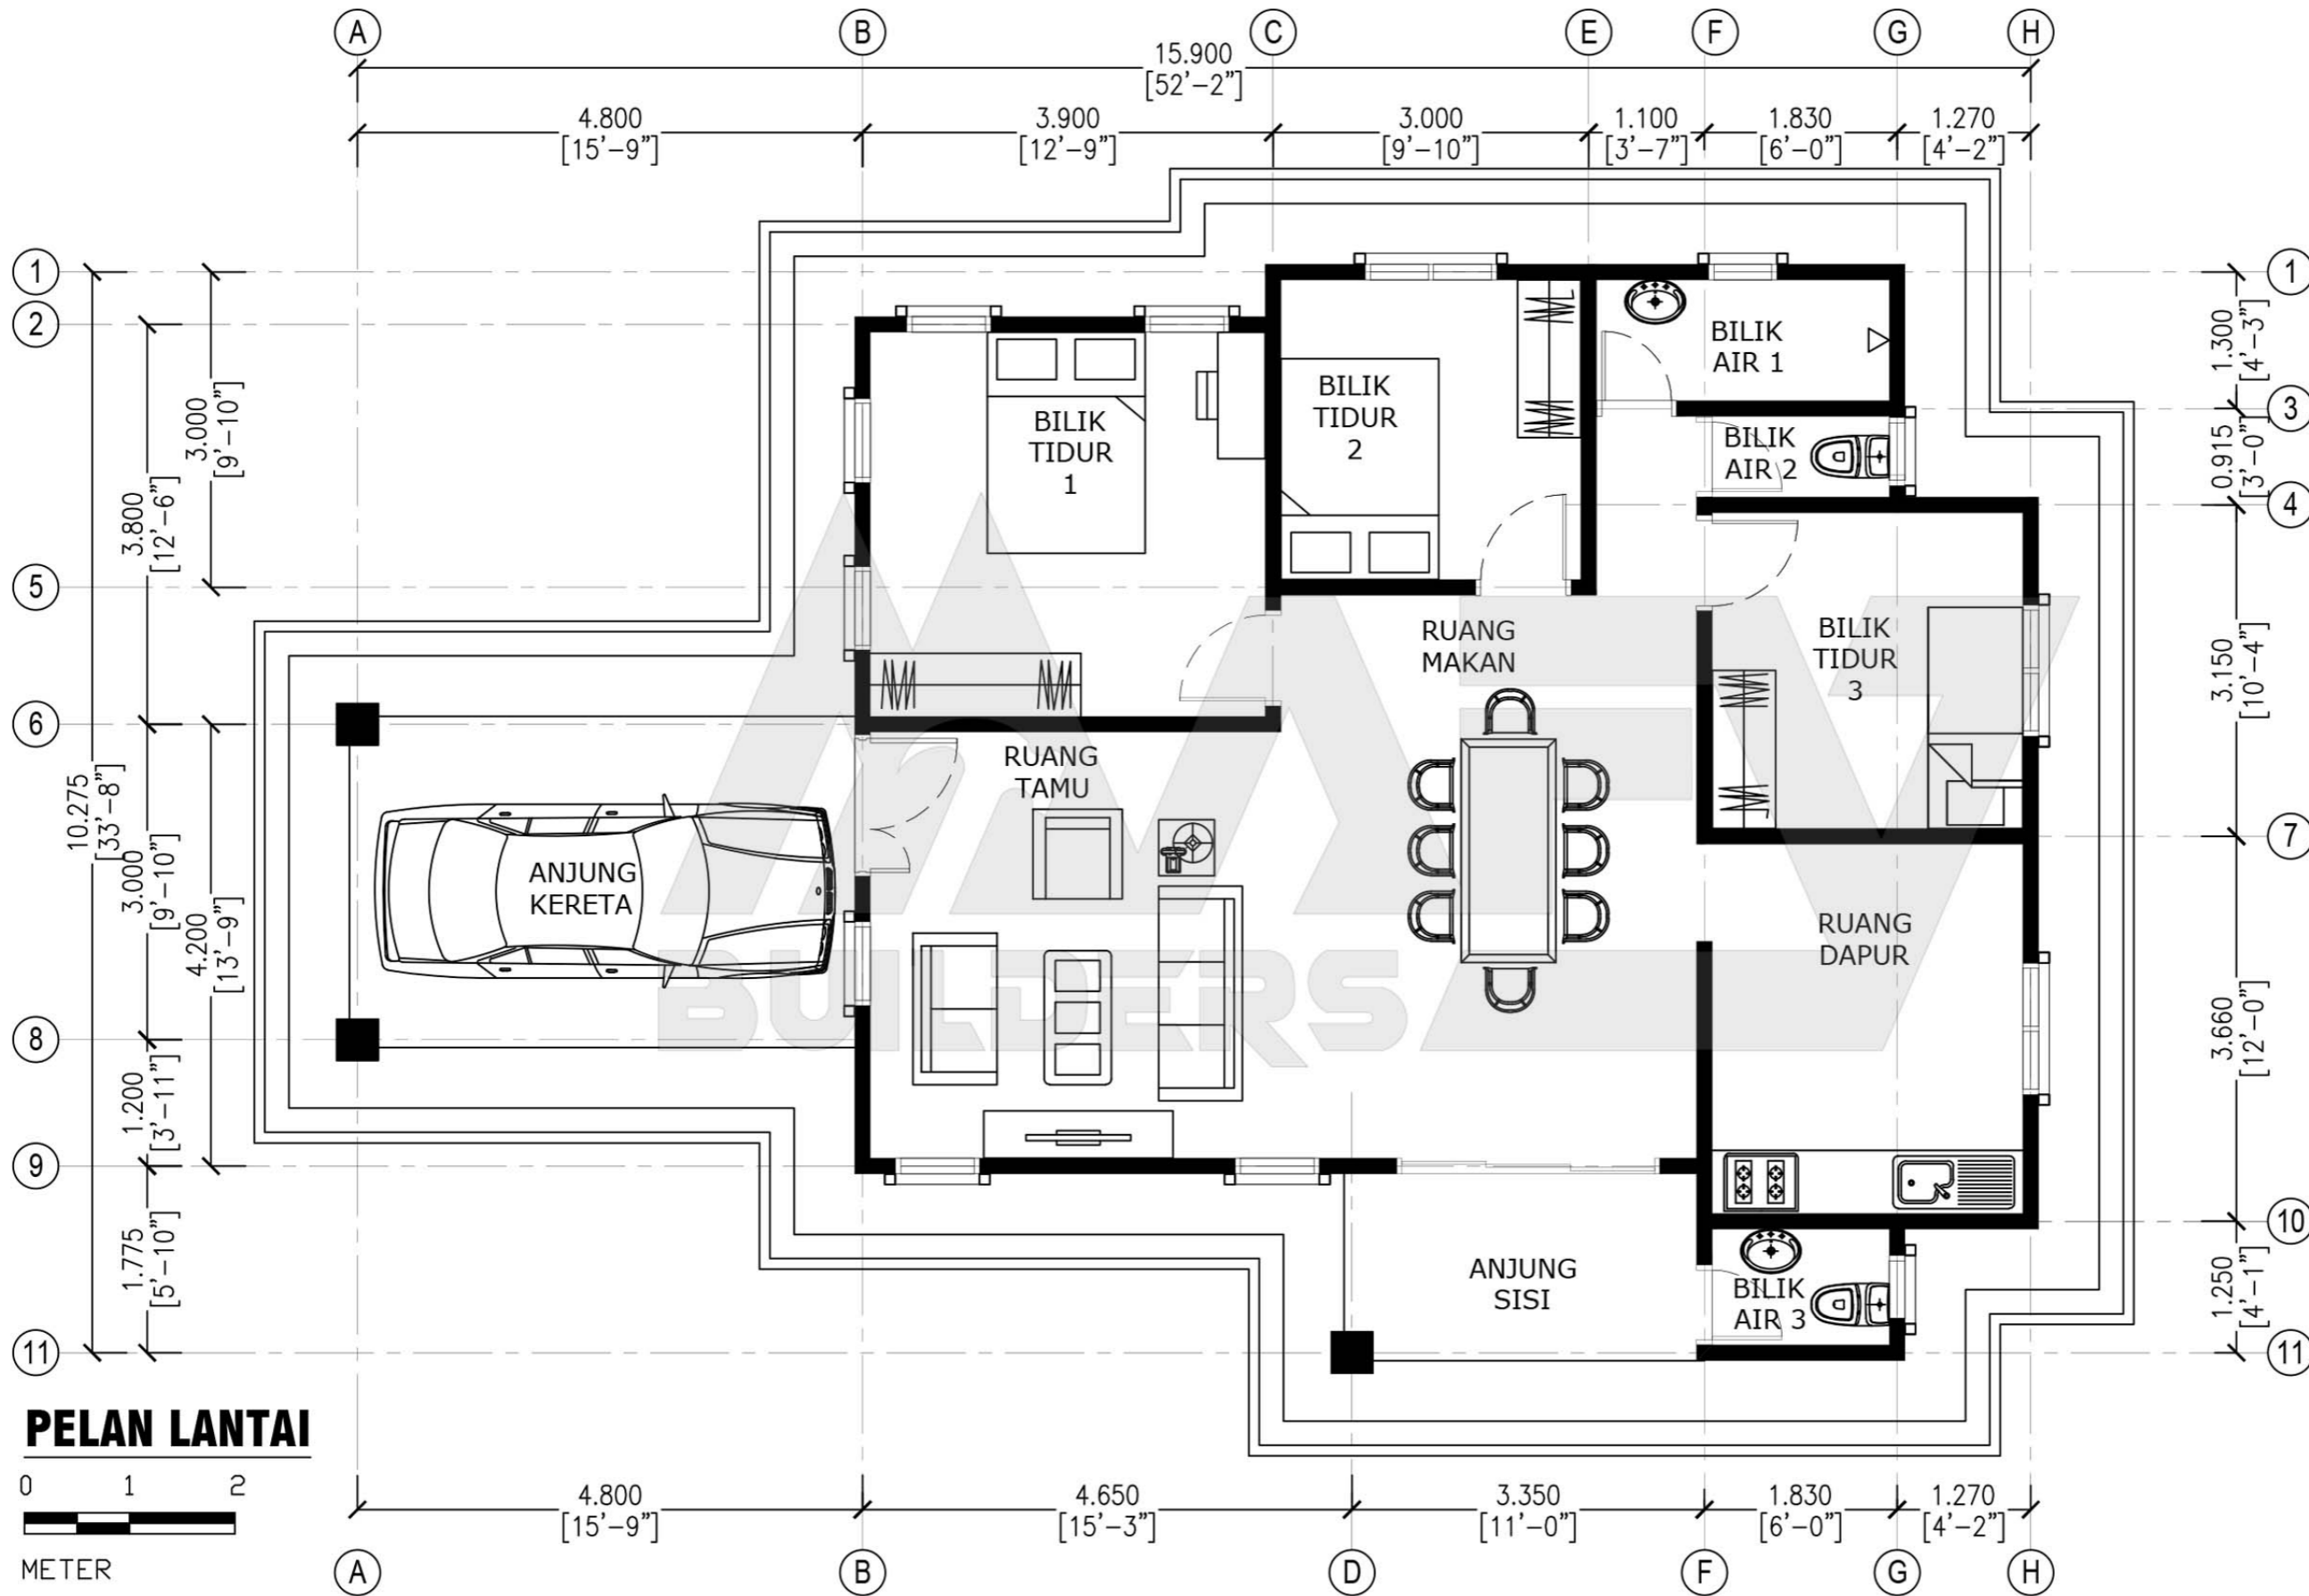 A B C E F G H
15.900
[52'-2"]
4.800 3.900 3.000 1.100 1.830 1.270
[15'-9"] [12'-9"] [9'-10"] [3'-7"] [6'-0"] [4'-2"]
1
2
5
6
8
9
11
10.275
[33'-8"]
3.800
[12'-6"]
3.000
[9'-10"]
1.200
[3'-11"]
1.775
[5'-10"]
3.000
[9'-10"]
4.200
[13'-9"]
BILIK
TIDUR
1
BILIK
TIDUR
2
BILIK
AIR 1
BILIK
AIR 2
RUANG
MAKAN
BILIK
TIDUR
3
RUANG
TAMU
ANJUNG
KERETA
RUANG
DAPUR
BUILDERS
ANJUNG
SISI
BILIK
AIR 3
1
3
4
7
10
11
1.300
[4'-3"]
0.915
[3'-0"]
3.150
[10'-4"]
3.660
[12'-0"]
1.250
[4'-1"]
PELAN LANTAI
0 1 2
METER
4.800 4.650 3.350 1.830 1.270
[15'-9"] [15'-3"] [11'-0"] [6'-0"] [4'-2"]
A B D F G H